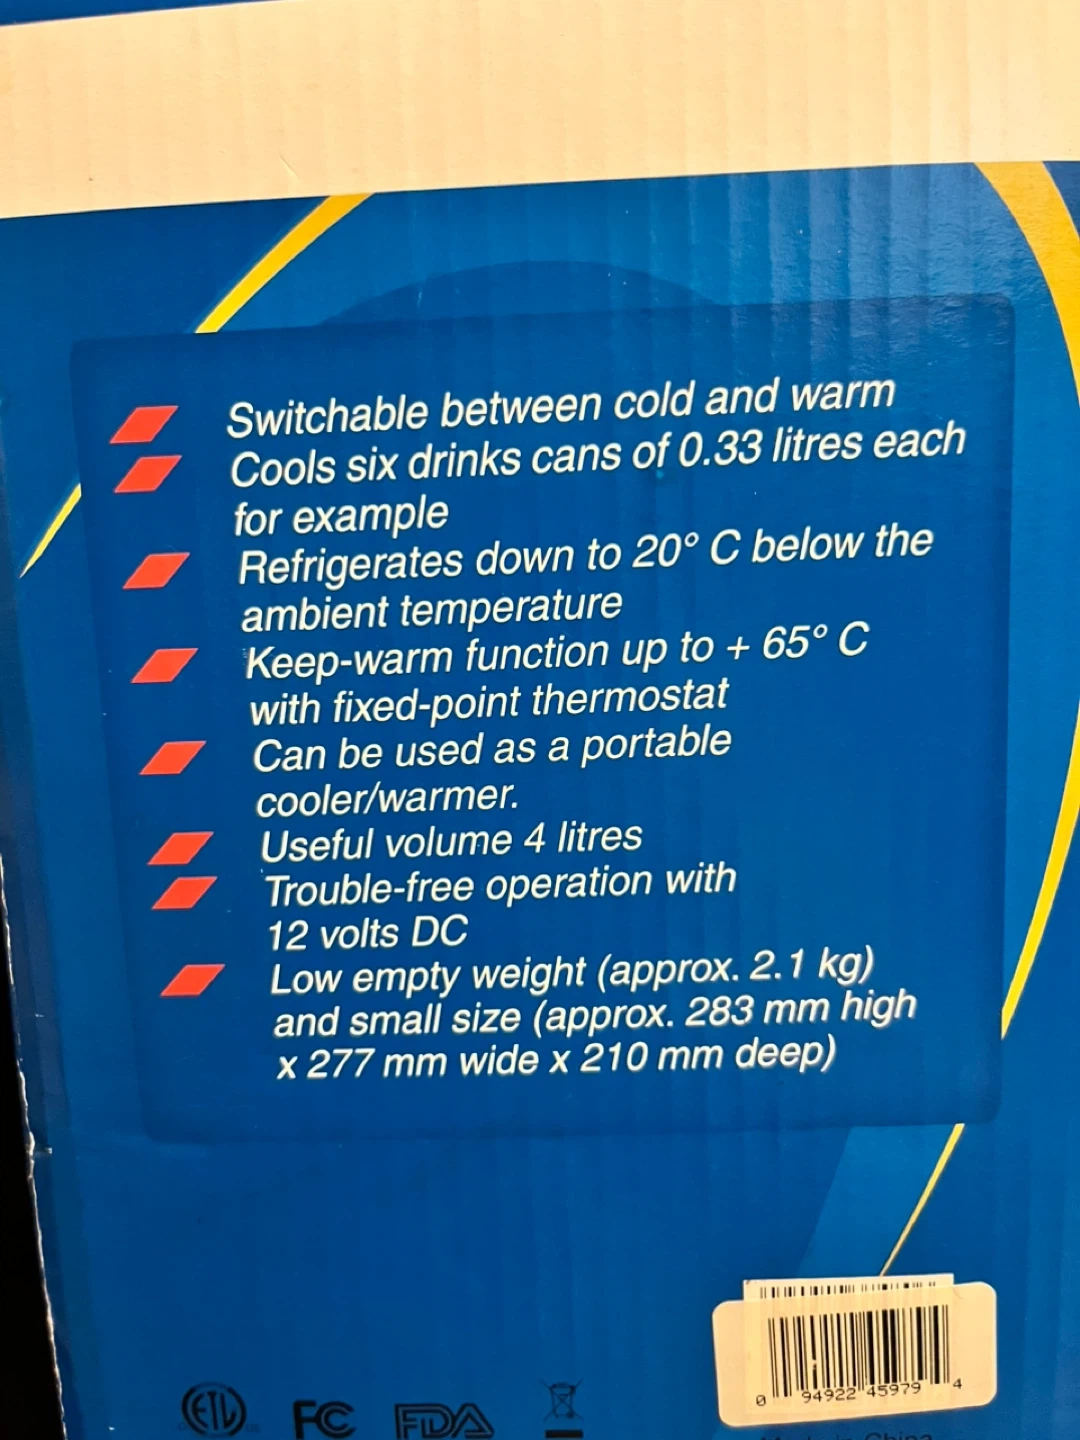 Switchable between cold and warm
Cools six drinks cans of 0.33 litres each
for example
Refrigerates down to 20° C below the
ambient temperature
Keep-warm function up to + 65° C
with fixed-point thermostat
Can be used as a portable
cooler/warmer.
Useful volume 4 litres
Trouble-free operation with
12 volts DC
Low empty weight (approx. 2.1 kg)
and small size (approx. 283 mm high
x 277 mm wide x 210 mm deep)
0 94922 45979 4
ETL FC FDA
Made in China